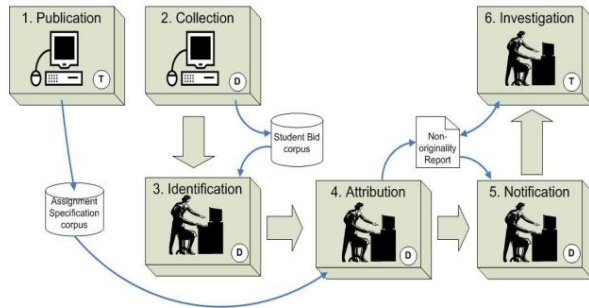 1. Publication
T
2. Collection
D
6. Investigation
T
Student Bid
corpus
Non-
originality
Report
Assignment
Specification
corpus
3. Identification
D
4. Attribution
D
5. Notification
D